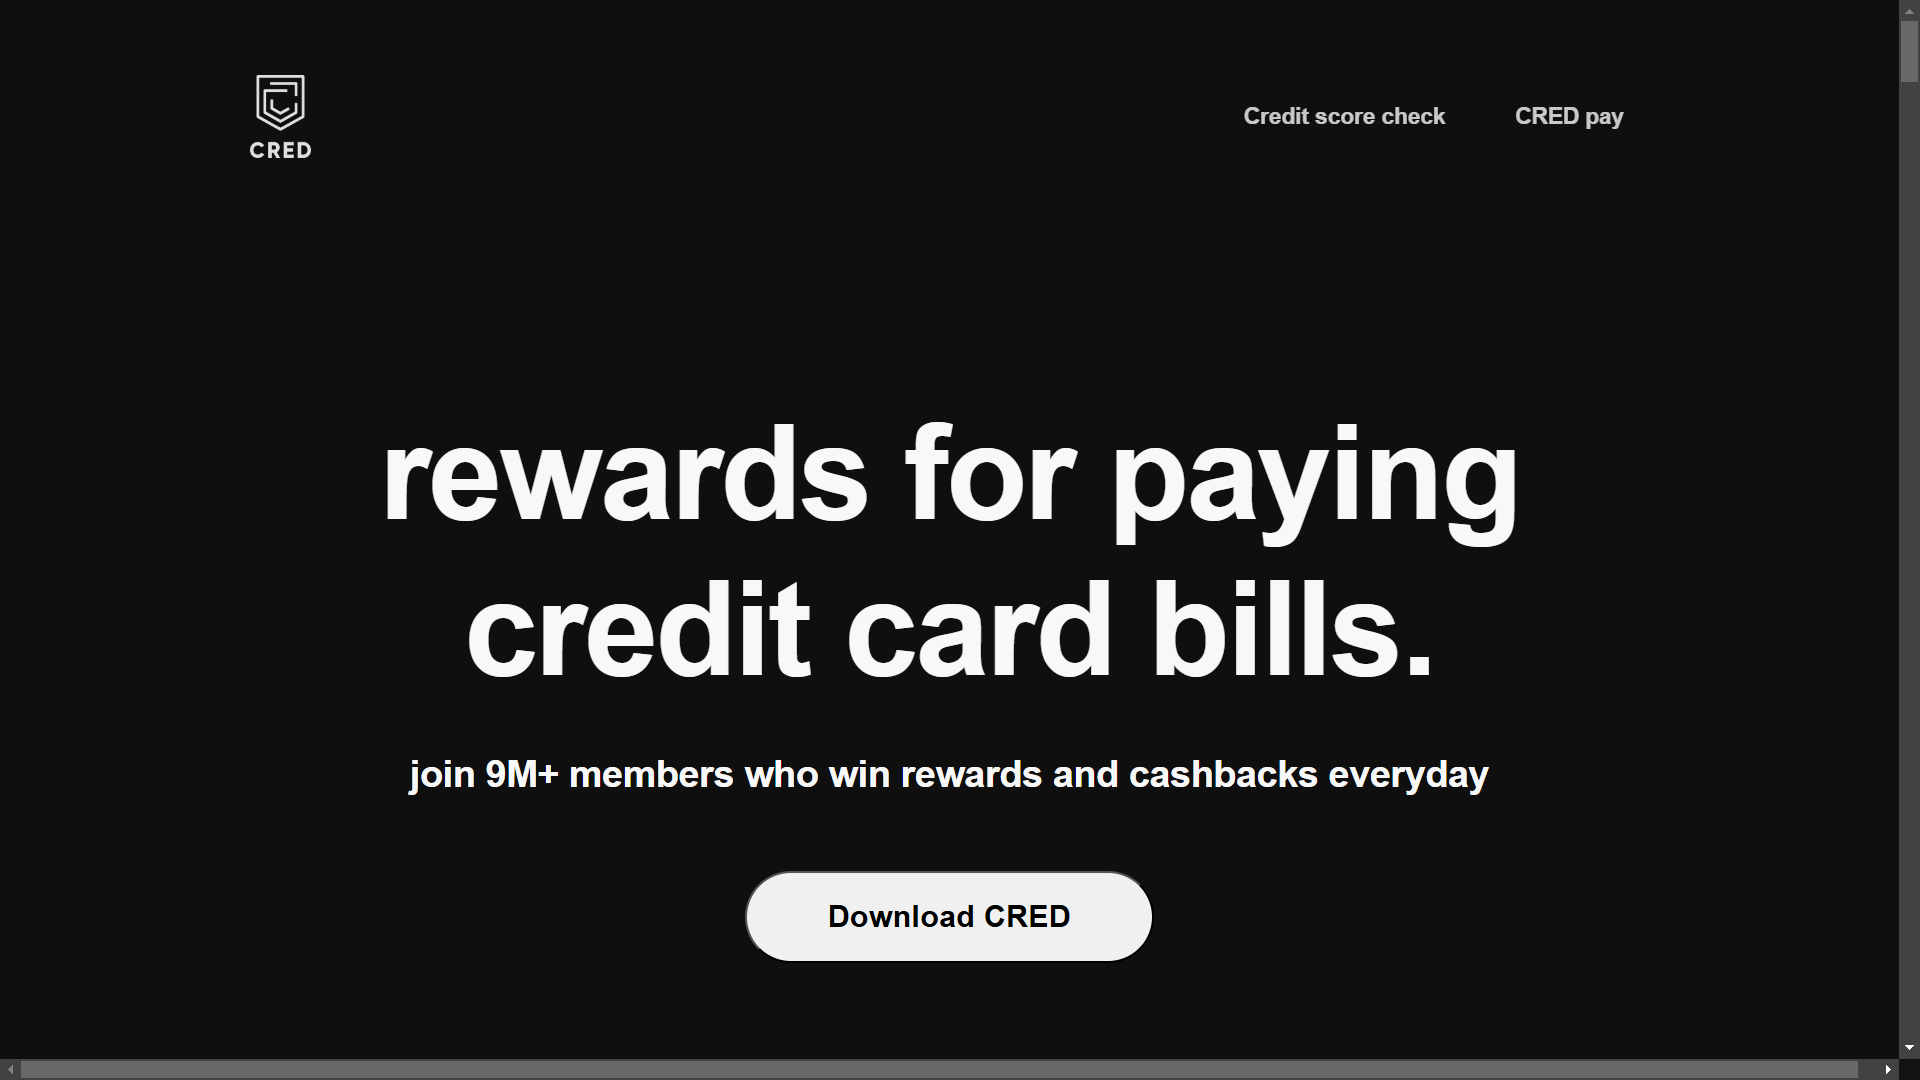 CRED
Credit score check
CRED pay
rewards for paying
credit card bills.
join 9M+ members who win rewards and cashbacks everyday
Download CRED